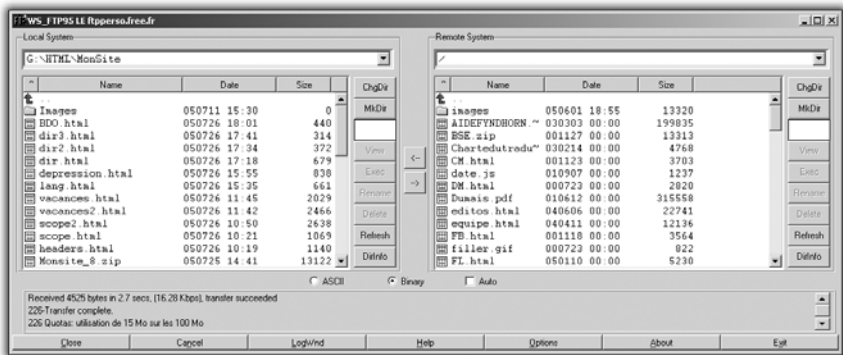 WS_FTP95 LE ftpperso.free.fr
Local System
G:\HTML\MonSite
^ Name Date Size
..
Images 050711 15:30 0
BDO.html 050726 18:01 440
dir3.html 050726 17:41 314
dir2.html 050726 17:34 372
dir.html 050726 17:18 679
depression.html 050726 15:55 838
lang.html 050726 15:35 661
vacances.html 050726 11:45 2029
vacances2.html 050726 11:42 2466
scope2.html 050726 10:50 2638
scope.html 050726 10:21 1069
headers.html 050726 10:19 1140
Monsite_8.zip 050725 14:41 13122
ChgDir
MkDir
View
Exec
Rename
Delete
Refresh
DirInfo
<-
->
Remote System
/
^ Name Date Size
..
images 050601 18:55 13320
AIDEFYNDHORN.~ 030303 00:00 199835
BSE.zip 001127 00:00 13313
Chartedutradu~ 030214 00:00 4768
CM.html 001123 00:00 3703
date.js 010907 00:00 1237
DM.html 000723 00:00 2820
Dumais.pdf 010612 00:00 315558
editos.html 040606 00:00 22741
equipe.html 040411 00:00 12136
FB.html 001118 00:00 3564
filler.gif 000723 00:00 822
FL.html 050110 00:00 5230
ChgDir
MkDir
View
Exec
Rename
Delete
Refresh
DirInfo
ASCII Binary Auto
Received 4525 bytes in 2.7 secs, (16.28 Kbps), transfer succeeded
226-Transfer complete.
226 Quotas: utilisation de 15 Mo sur les 100 Mo
Close Cancel LogWnd Help Options About Exit